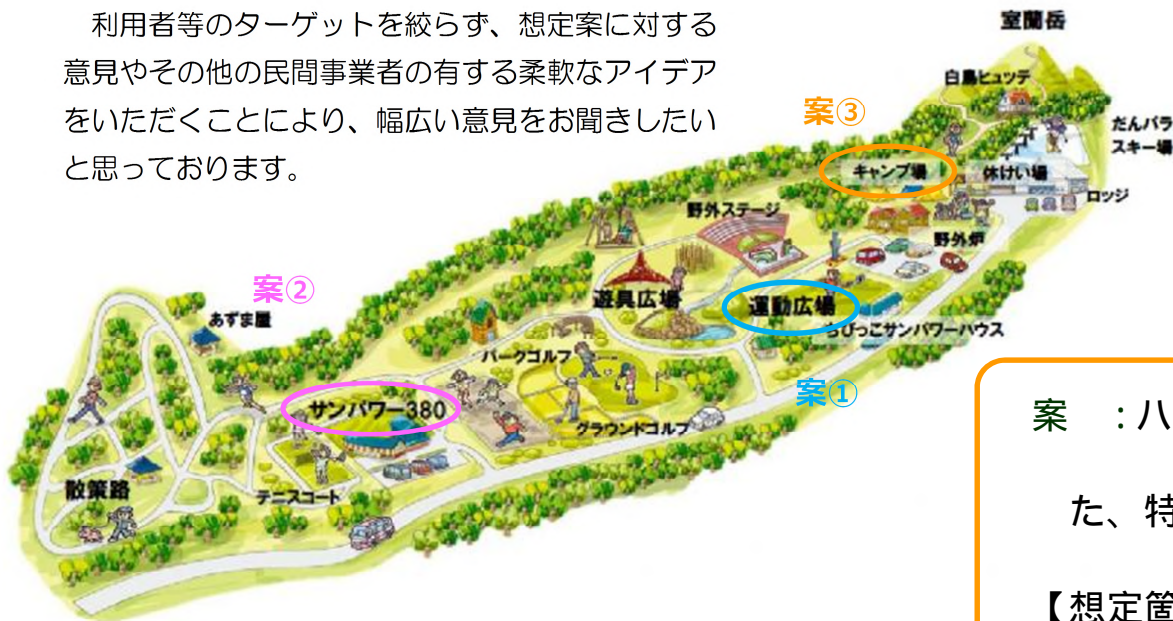 利用者等のターゲットを絞らず、想定案に対する
意見やその他の民間事業者の有する柔軟なアイデア
をいただくことにより、幅広い意見をお聞きしたい
と思っております。
室蘭岳
白鳥ヒュッテ
案③
だんパラ
スキー場
キャンプ場
休けい場
ロッジ
野外ステージ
野外炉
案②
遊具広場
運動広場
あずま屋
ちびっこサンパワーハウス
パークゴルフ
案①
サンパワー380
グラウンドゴルフ
散策路
テニスコート
案 :八
た、特
【想定箇